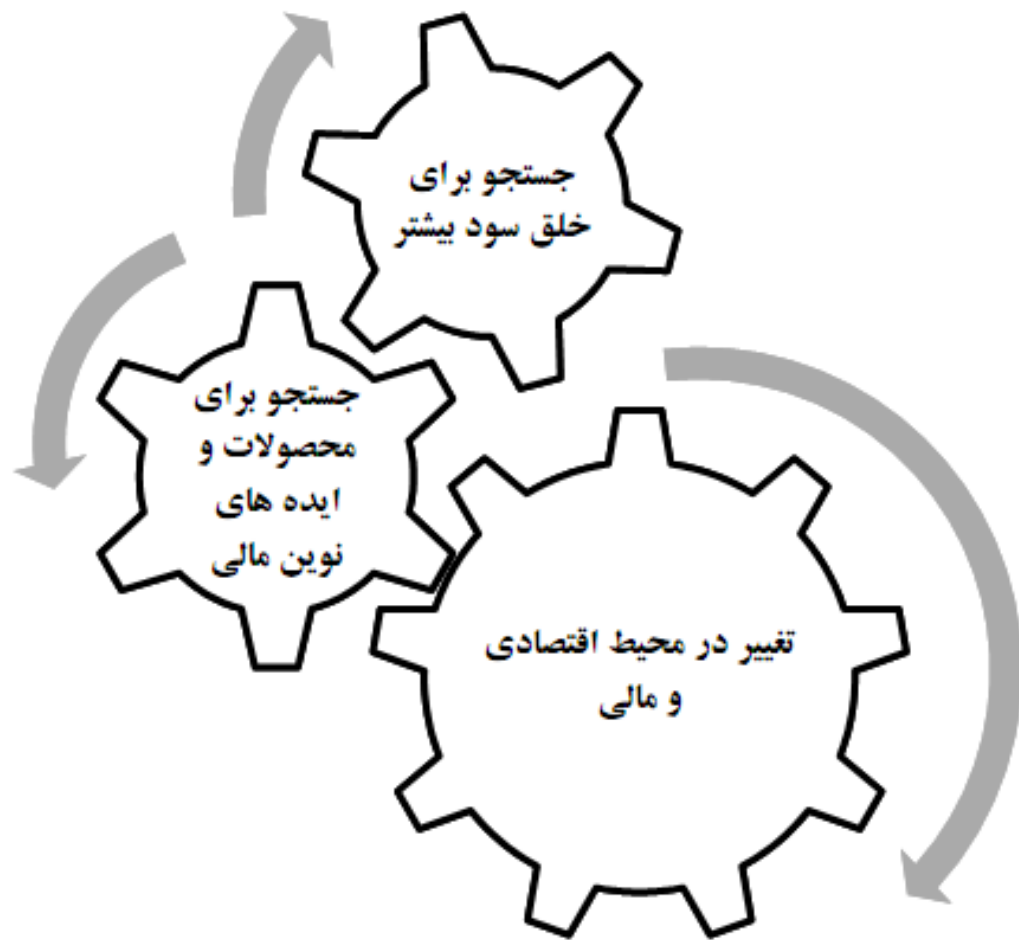 جستجو برای
خلق سود بیشتر
جستجو برای
محصولات و
ایده های
نوین مالی
تغییر در محیط اقتصادی
و مالی